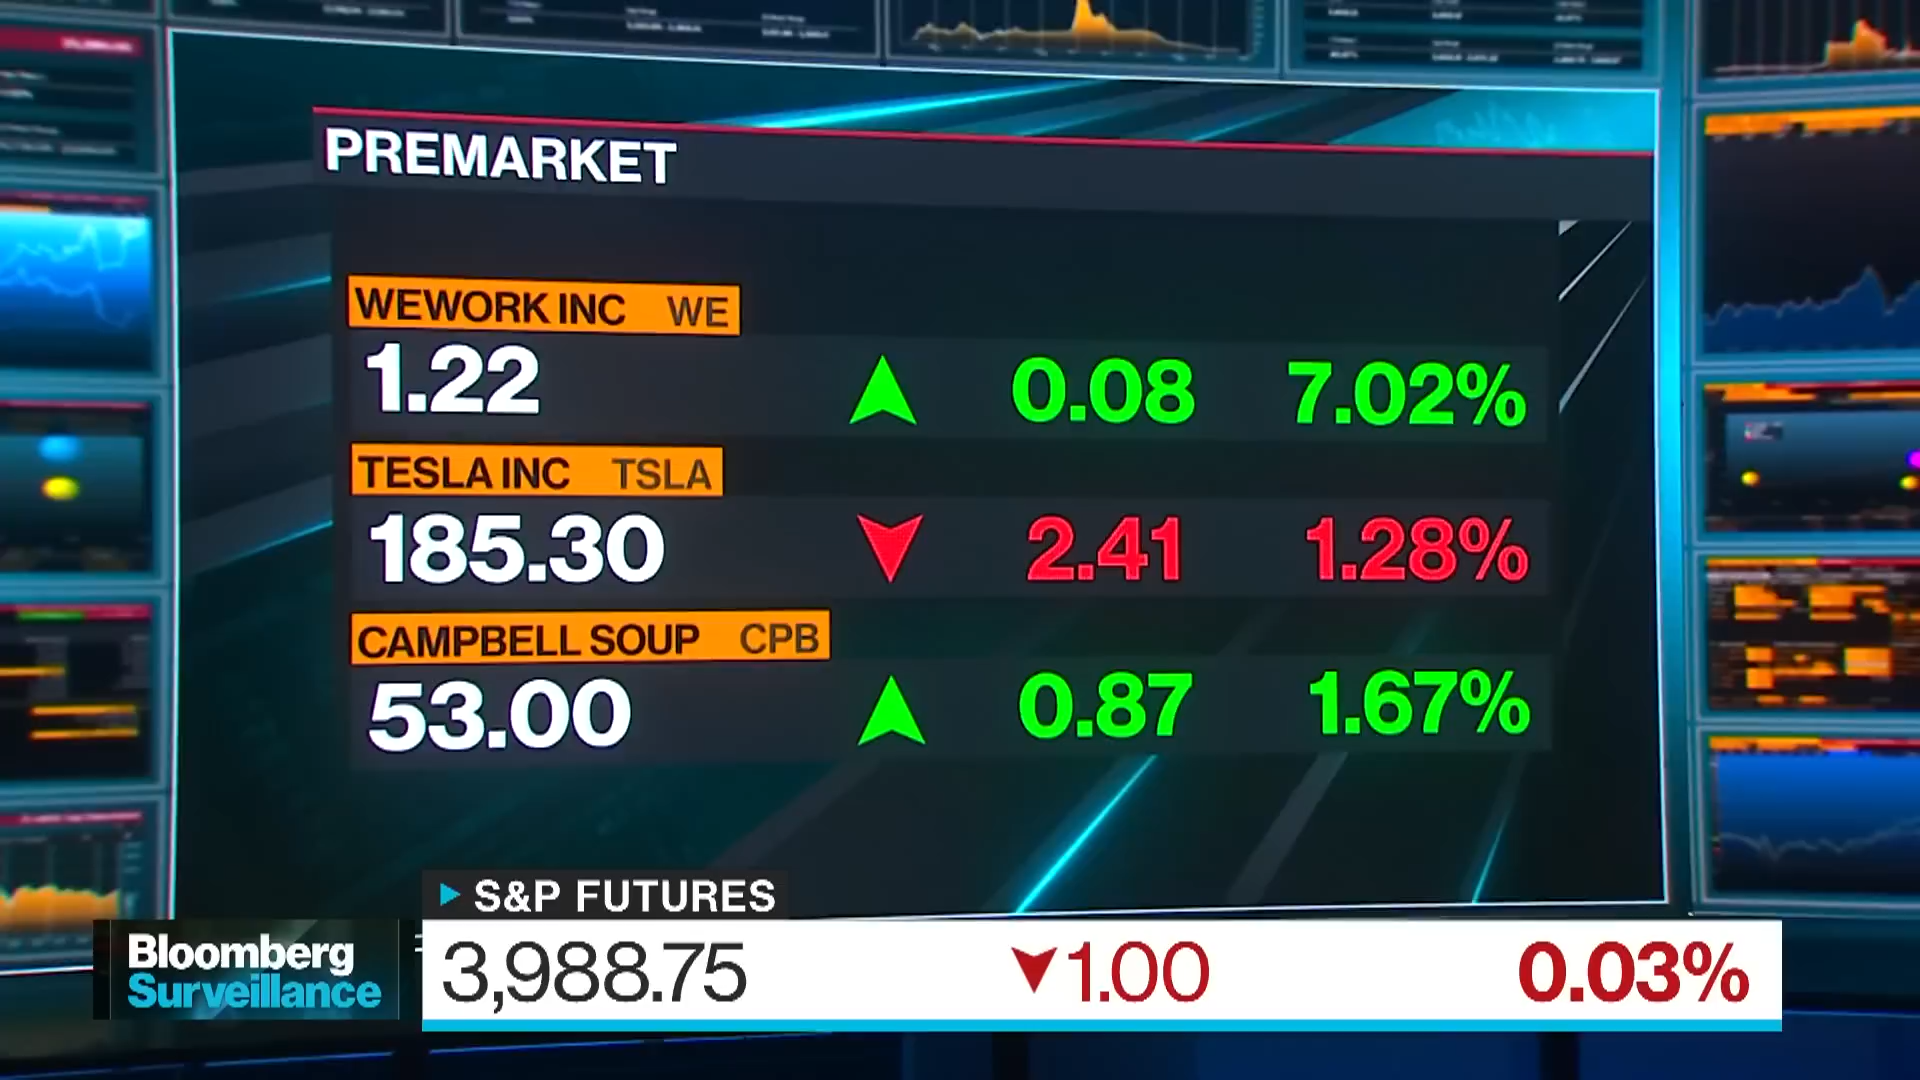 PREMARKET
WEWORK INC WE
1.22 0.08 7.02%
TESLA INC TSLA
185.30 2.41 1.28%
CAMPBELL SOUP CPB
53.00 0.87 1.67%
S&P FUTURES
3,988.75 1.00 0.03%
Bloomberg
Surveillance